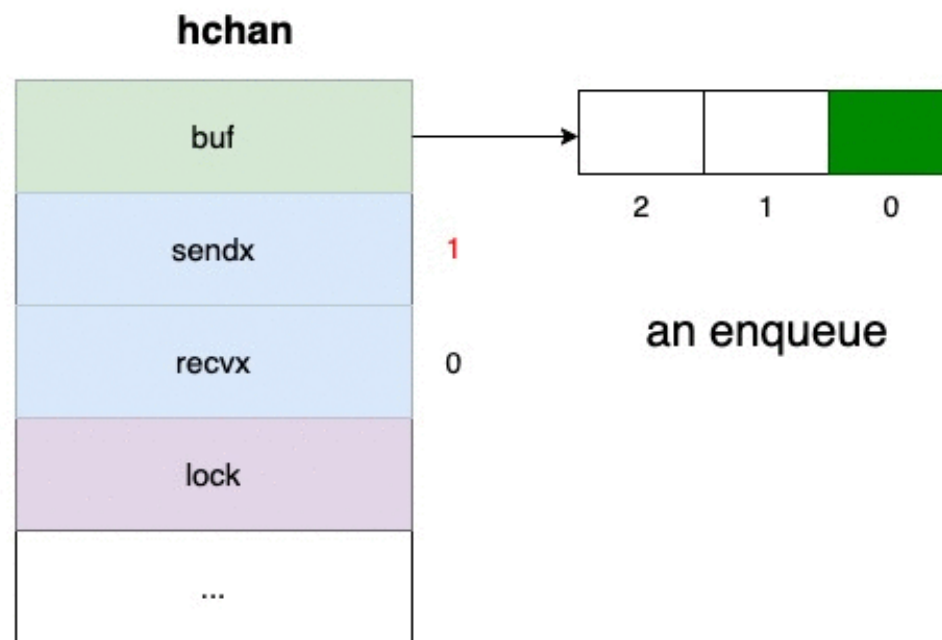 hchan
buf
2 1 0
sendx 1
an enqueue
recvx 0
lock
...